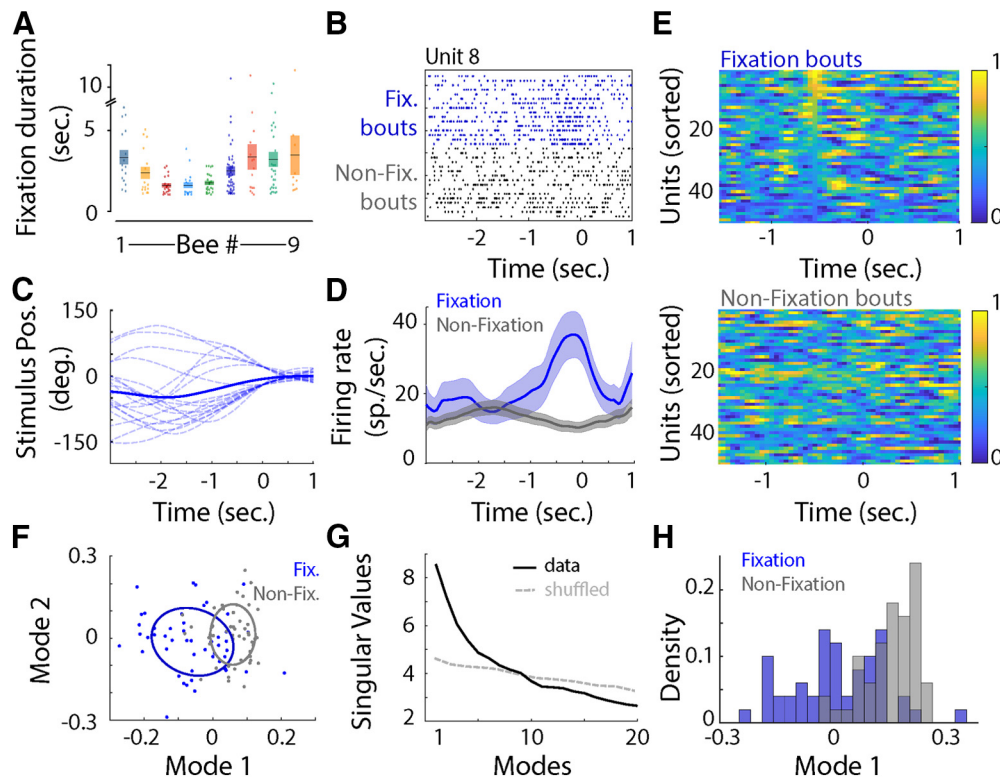 A
Fixation duration
(sec.)
10
5
0
1
Bee #
9
B
Unit 8
Fix.
bouts
Non-Fix.
bouts
-2
-1
0
1
Time (sec.)
C
Stimulus Pos.
(deg.)
150
0
-150
-2
-1
0
1
Time (sec.)
D
Fixation
Non-Fixation
Firing rate
(sp./sec.)
40
20
0
-2
-1
0
1
Time (sec.)
E
Fixation bouts
Units (sorted)
20
40
-1
0
1
Time (sec.)
1
0
Non-Fixation bouts
Units (sorted)
20
40
-1
0
1
Time (sec.)
1
0
F
Fix.
Non-Fix.
Mode 2
0.3
0
-0.3
-0.2
0
0.2
Mode 1
G
data
shuffled
Singular Values
8
6
4
2
1
10
20
Modes
H
Fixation
Non-Fixation
Density
0.2
0.1
0
-0.3
0
0.3
Mode 1